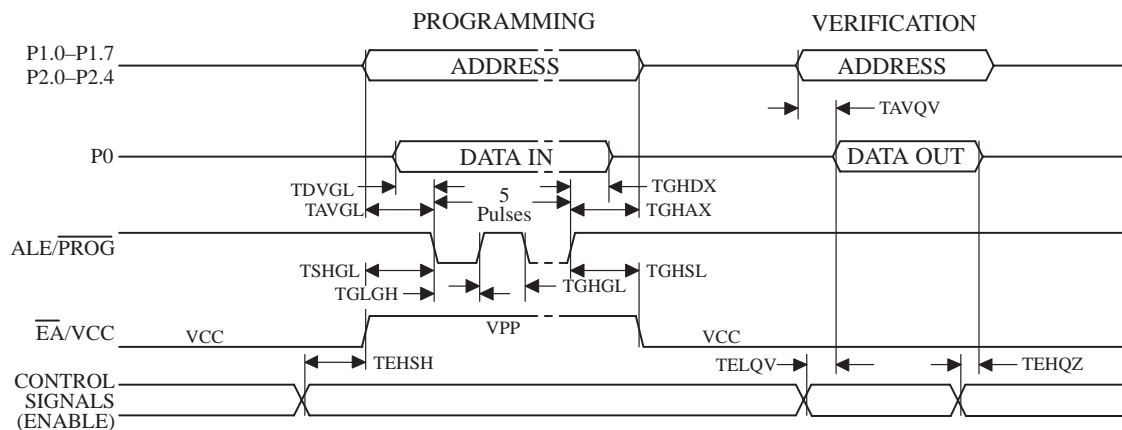 PROGRAMMING VERIFICATION
P1.0–P1.7
P2.0–P2.4
ADDRESS ADDRESS
TAVQV
P0
DATA IN DATA OUT
TDVGL 5 TGHDX
TAVGL Pulses TGHAX
ALE/PROG
TSHGL TGHSL
TGLGH TGHGL
EA/VCC
VCC VPP VCC
TEHSH TELQV TEHQZ
CONTROL
SIGNALS
(ENABLE)